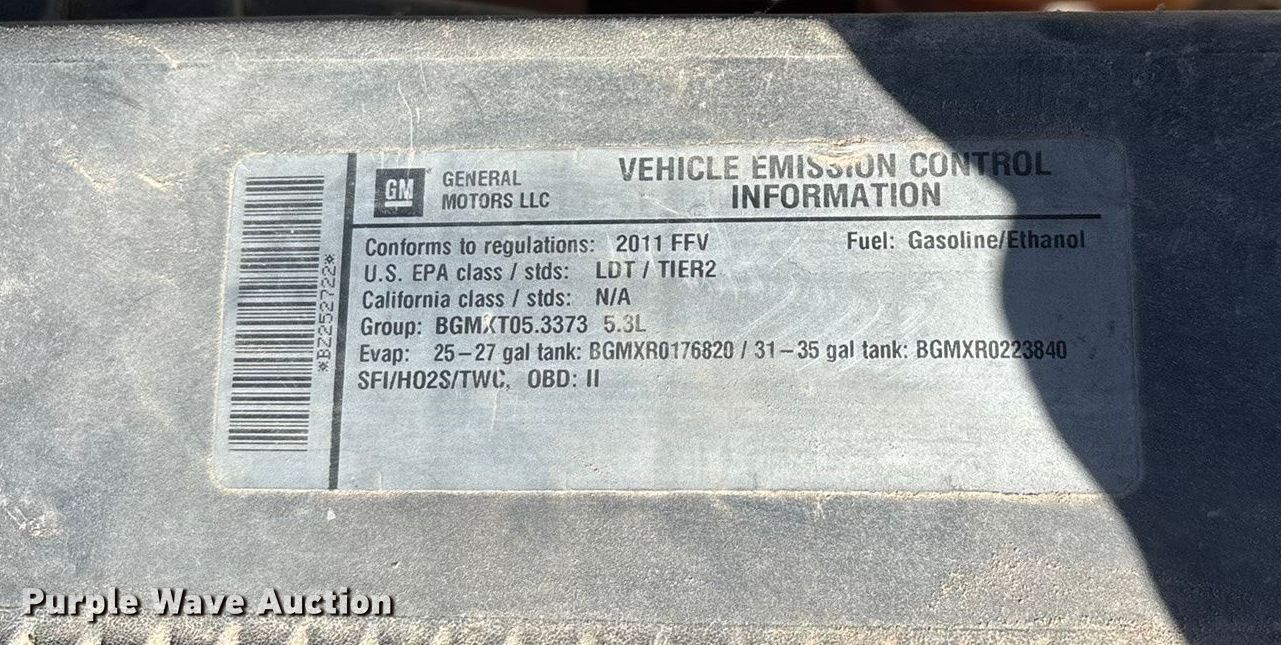 GM
GENERAL
MOTORS LLC
VEHICLE EMISSION CONTROL
INFORMATION
Conforms to regulations: 2011 FFV Fuel: Gasoline/Ethanol
U.S. EPA class / stds: LDT / TIER2
California class / stds: N/A
Group: BGMXT05.3373 5.3L
Evap: 25-27 gal tank: BGMXR0176820 / 31-35 gal tank: BGMXR0223840
SFI/HO2S/TWC, OBD: II
*BZ252722*
Purple Wave Auction